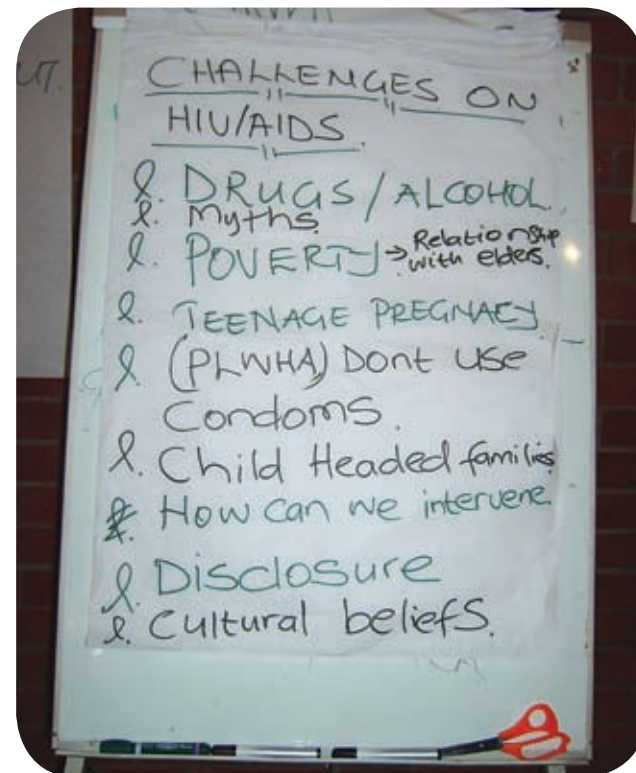 CHALLENGES ON
HIV/AIDS.
DRUGS/ALCOHOL.
Myths.
POVERTY → Relationship
with elders.
TEENAGE PREGNACY
(PLWHA) Dont use
Condoms.
Child Headed families
How can we intervene.
Disclosure
Cultural beliefs.